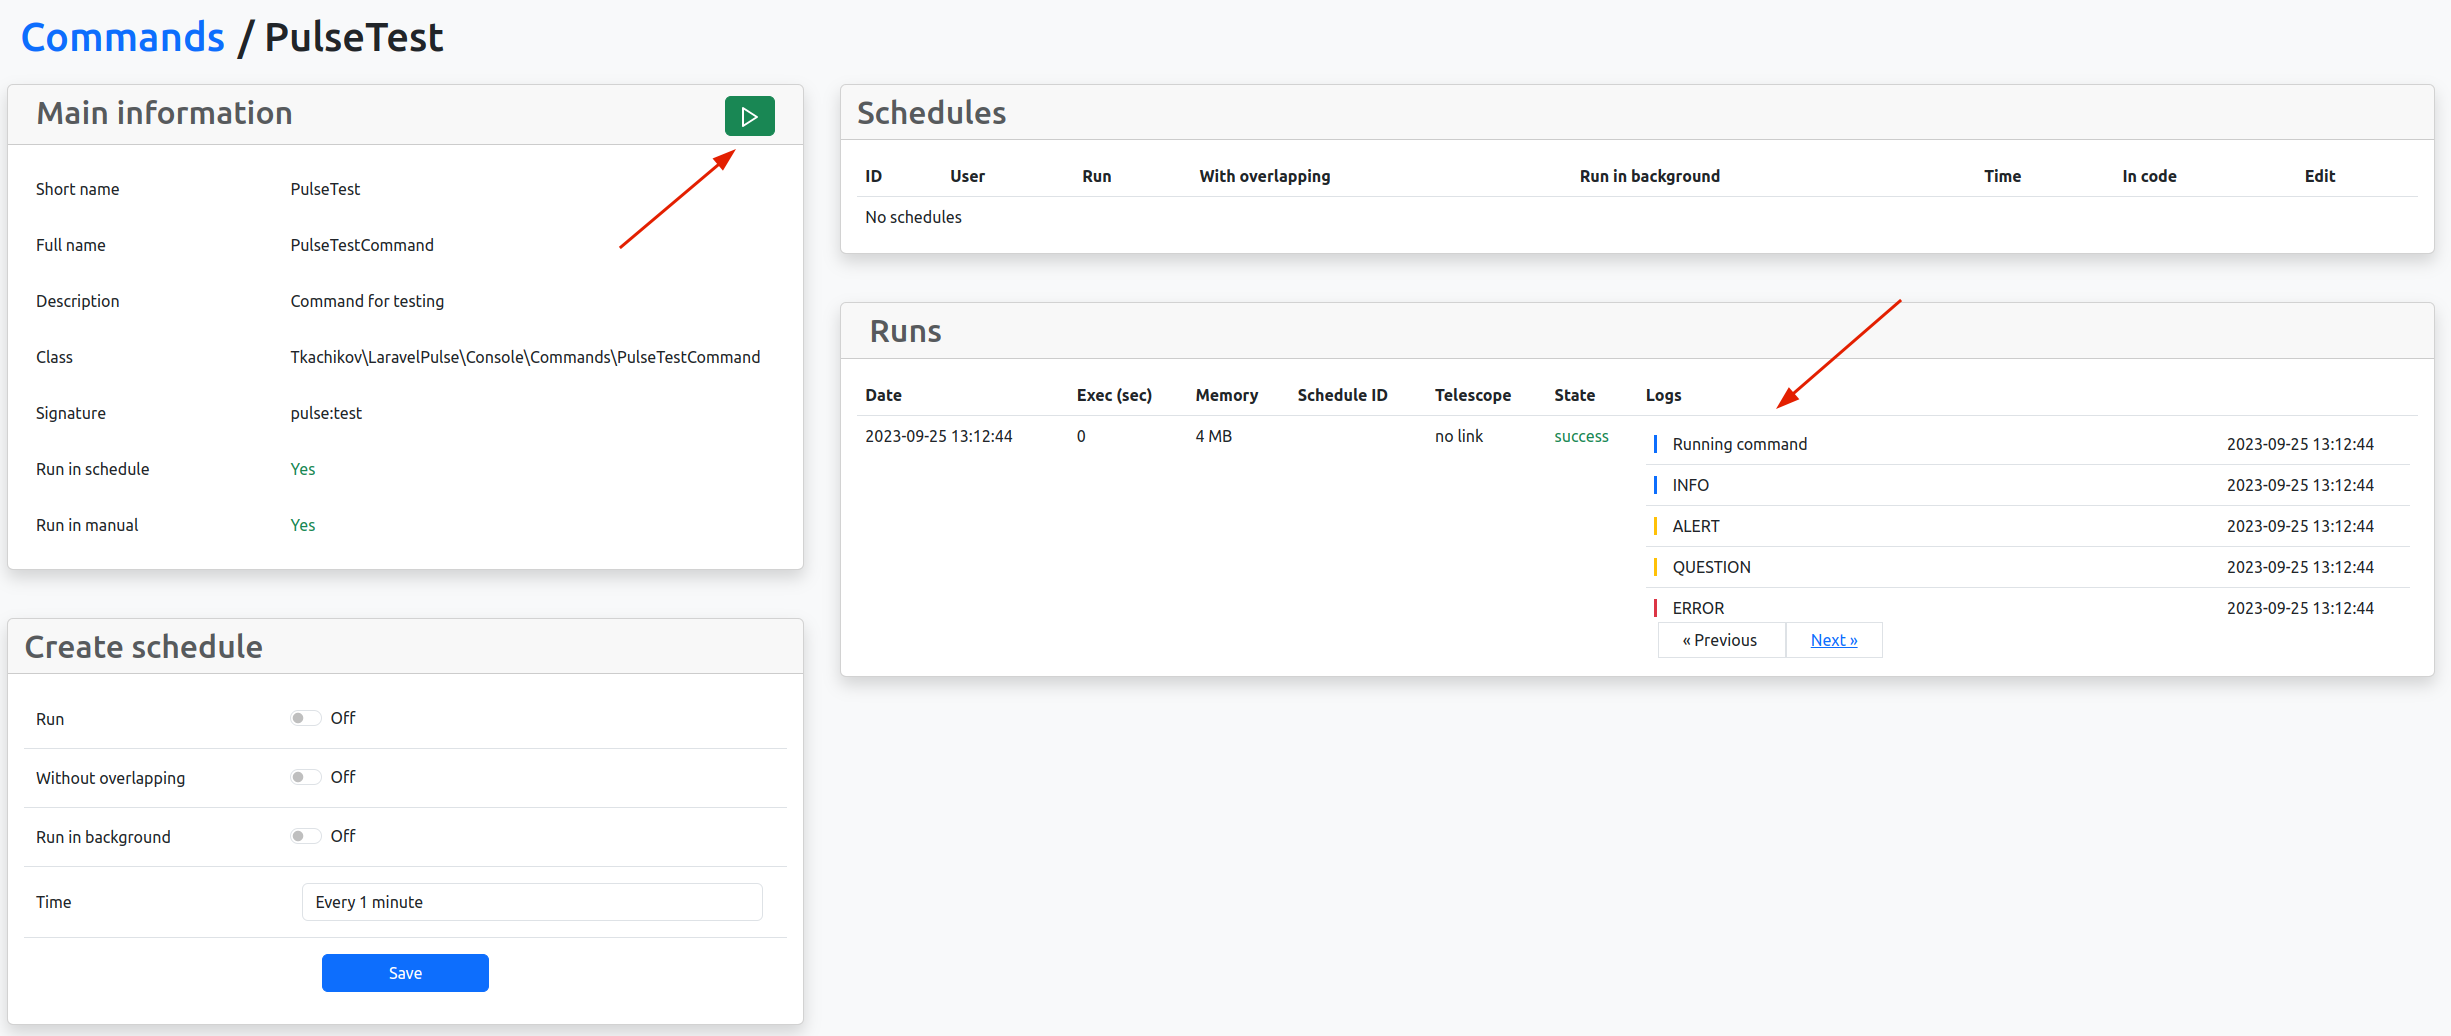 Commands / PulseTest
Main information
Short name PulseTest
Full name PulseTestCommand
Description Command for testing
Class Tkachikov\LaravelPulse\Console\Commands\PulseTestCommand
Signature pulse:test
Run in schedule Yes
Run in manual Yes
Create schedule
Run Off
Without overlapping Off
Run in background Off
Time Every 1 minute
Save
Schedules
ID User Run With overlapping Run in background Time In code Edit
No schedules
Runs
Date Exec (sec) Memory Schedule ID Telescope State Logs
2023-09-25 13:12:44 0 4 MB no link success
Running command 2023-09-25 13:12:44
INFO 2023-09-25 13:12:44
ALERT 2023-09-25 13:12:44
QUESTION 2023-09-25 13:12:44
ERROR 2023-09-25 13:12:44
« Previous Next »